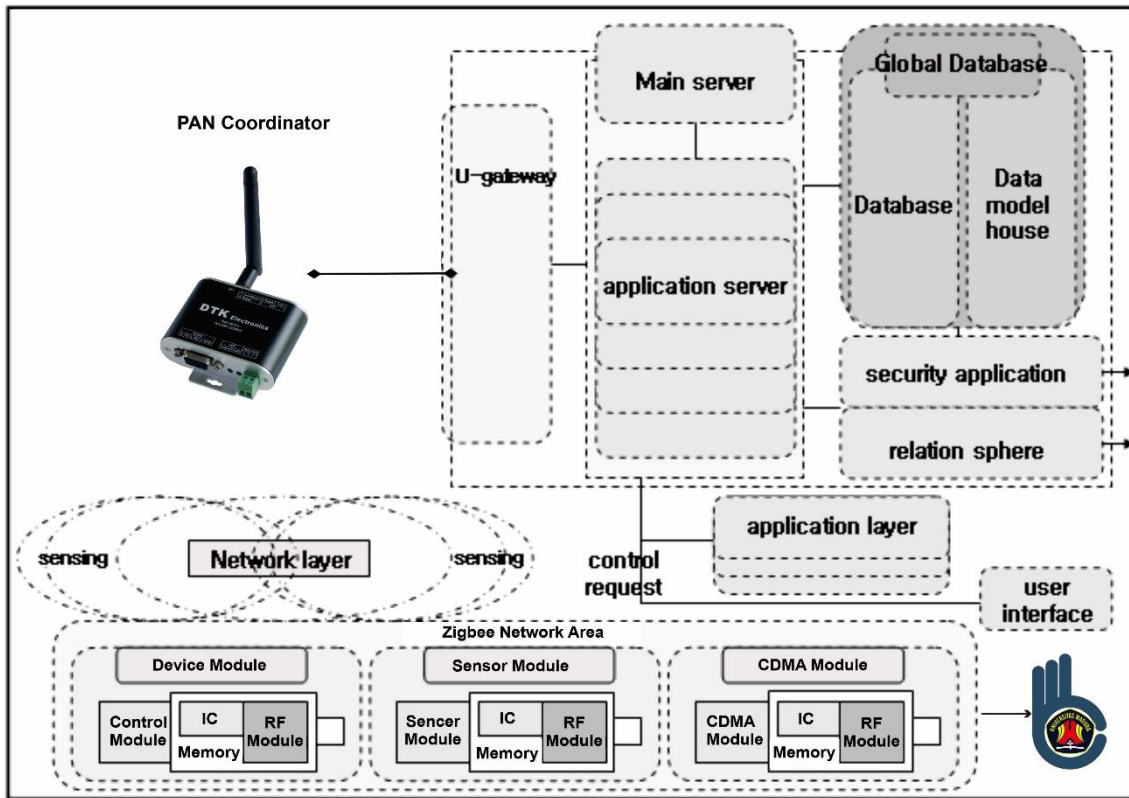 PAN Coordinator
DTK Electronics
U-gateway
Main server
application server
Global Database
Database
Data
model
house
security application
relation sphere
application layer
control
request
user
interface
sensing
Network layer
sensing
Zigbee Network Area
Device Module
Control
Module
IC
Memory
RF
Module
Sensor Module
Sencer
Module
IC
Memory
RF
Module
CDMA Module
CDMA
Module
IC
Memory
RF
Module